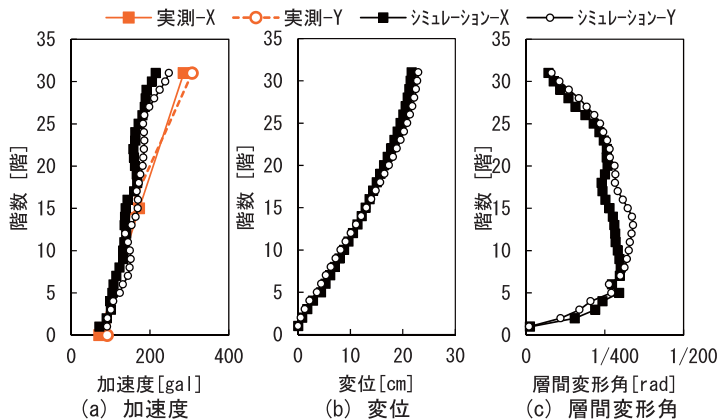 実測-X 実測-Y シミュレーション-X シミュレーション-Y
35
30
25
20
15
10
5
0
階数 [階]
0 200 400
加速度[gal]
(a) 加速度
35
30
25
20
15
10
5
0
階数 [階]
0 10 20 30
変位[cm]
(b) 変位
35
30
25
20
15
10
5
0
階数 [階]
0 1/400 1/200
層間変形角[rad]
(c) 層間変形角